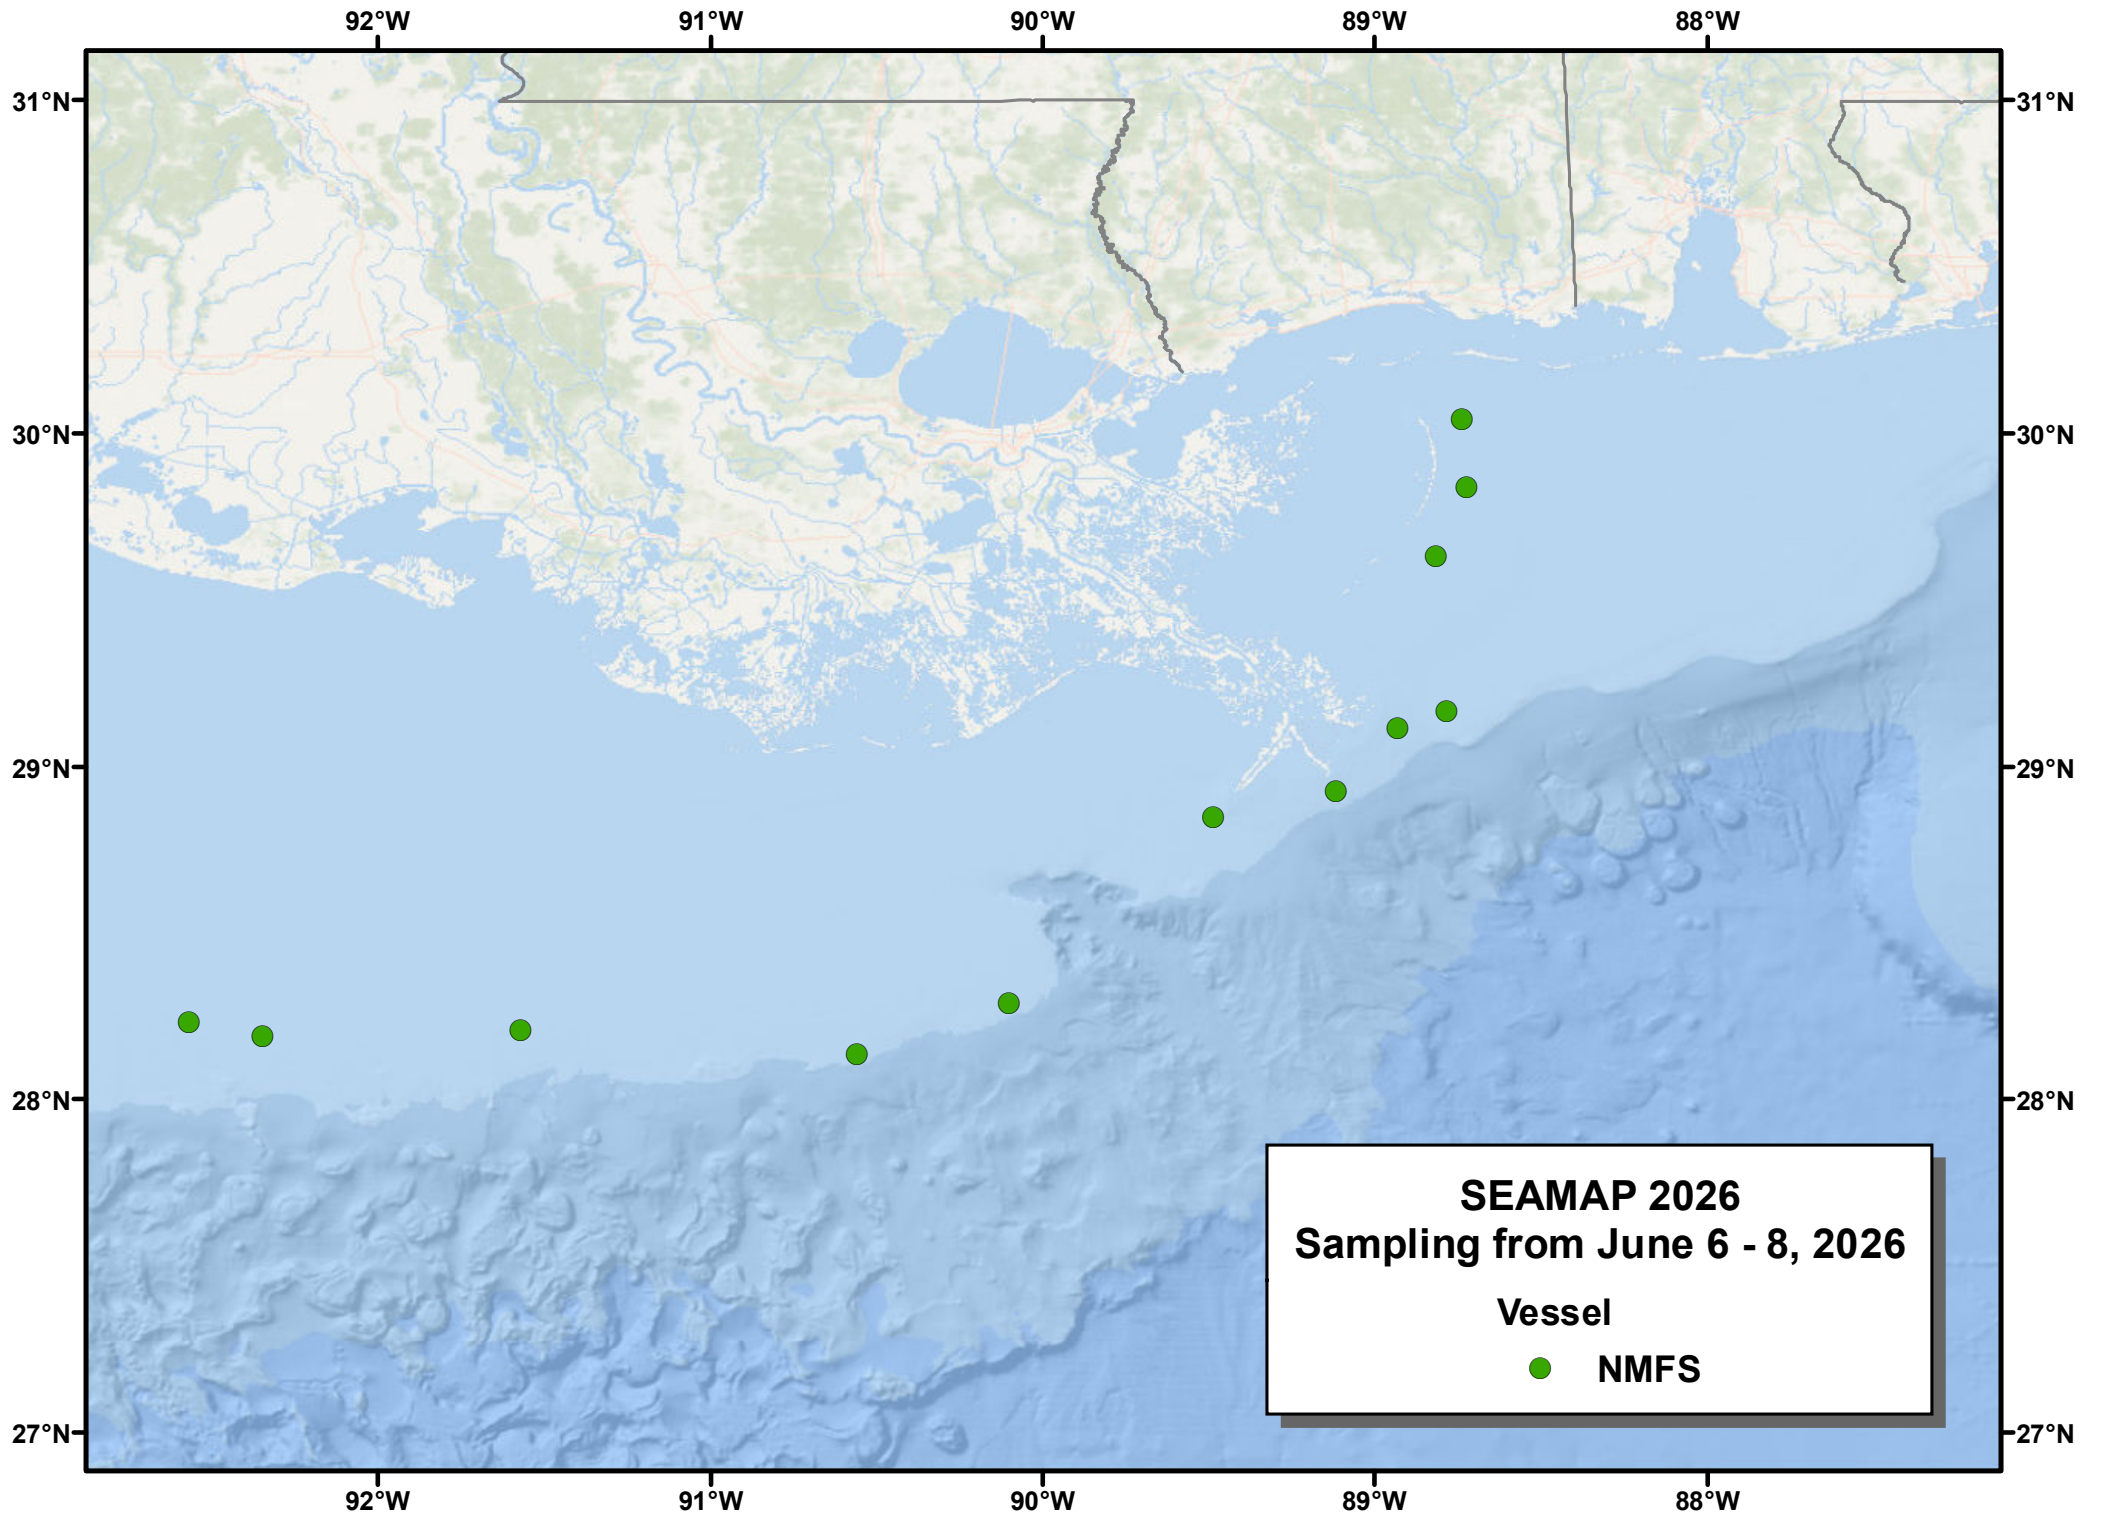 92°W 91°W 90°W 89°W 88°W
31°N 31°N
30°N 30°N
29°N 29°N
28°N 28°N
SEAMAP 2026
Sampling from June 6 - 8, 2026
Vessel
NMFS
27°N 27°N
92°W 91°W 90°W 89°W 88°W